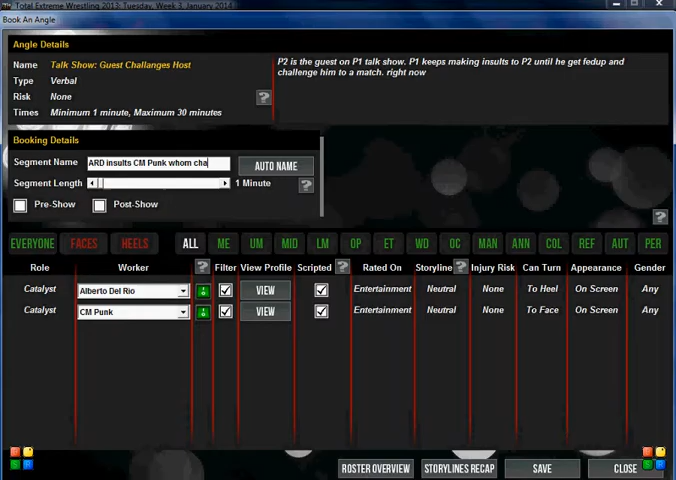 Total Extreme Wrestling 2013: Tuesday, Week 3, January 2014
Book An Angle
Angle Details
Name Talk Show: Guest Challanges Host
Type Verbal
Risk None
Times Minimum 1 minute, Maximum 30 minutes
?
P2 is the guest on P1 talk show. P1 keeps making insults to P2 until he get fedup and
challenge him to a match. right now
Booking Details
Segment Name ARD insults CM Punk whom cha AUTO NAME
Segment Length 1 Minute ?
Pre-Show Post-Show
?
EVERYONE FACES HEELS ALL ME UM MID LM OP ET WD OC MAN ANN COL REF AUT PER
Role Worker ? Filter View Profile Scripted ? Rated On Storyline ? Injury Risk Can Turn Appearance Gender
Catalyst Alberto Del Rio VIEW Entertainment Neutral None To Heel On Screen Any
Catalyst CM Punk VIEW Entertainment Neutral None To Face On Screen Any
ROSTER OVERVIEW STORYLINES RECAP SAVE CLOSE